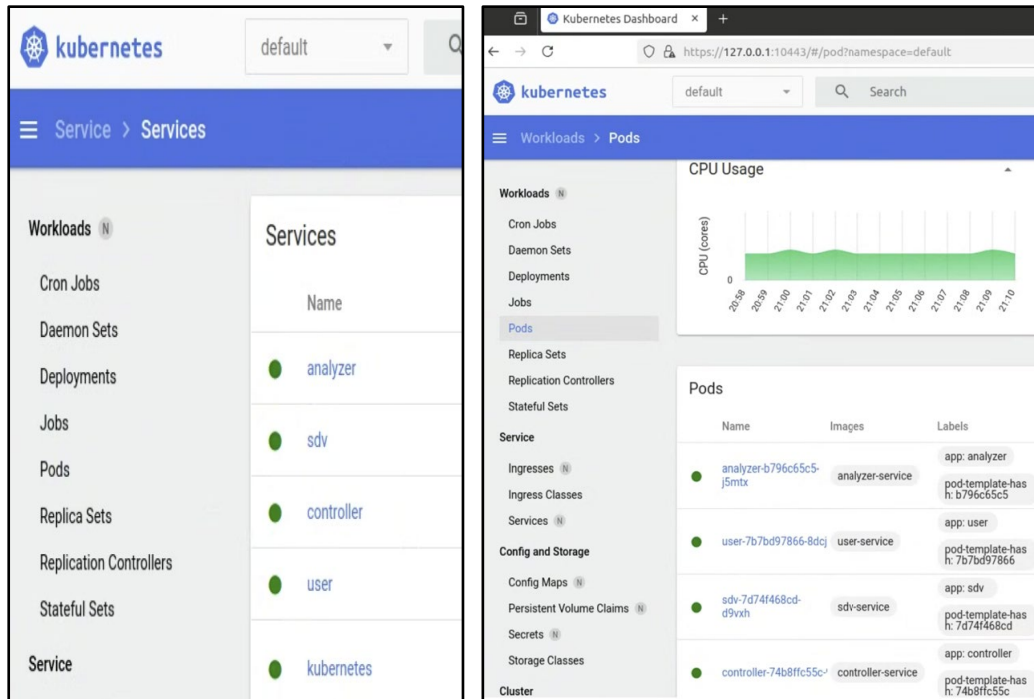 kubernetes
default
Service > Services
Workloads N
Cron Jobs
Daemon Sets
Deployments
Jobs
Pods
Replica Sets
Replication Controllers
Stateful Sets
Service
Services
Name
analyzer
sdv
controller
user
kubernetes
Kubernetes Dashboard × +
https://127.0.0.1:10443/#/pod?namespace=default
kubernetes
default
Search
Workloads > Pods
Workloads N
Cron Jobs
Daemon Sets
Deployments
Jobs
Pods
Replica Sets
Replication Controllers
Stateful Sets
Service
Ingresses N
Ingress Classes
Services N
Config and Storage
Config Maps N
Persistent Volume Claims N
Secrets N
Storage Classes
Cluster
CPU Usage
CPU (cores)
0
20:58 20:59 21:00 21:01 21:02 21:03 21:04 21:05 21:06 21:07 21:08 21:09 21:10
Pods
Name Images Labels
analyzer-b796c65c5-
j5mtx
analyzer-service
app: analyzer
pod-template-has
h: b796c65c5
user-7b7bd97866-8dcj
user-service
app: user
pod-template-has
h: 7b7bd97866
sdv-7d74f468cd-
d9vxh
sdv-service
app: sdv
pod-template-has
h: 7d74f468cd
controller-74b8ffc55c-
controller-service
app: controller
pod-template-has
h: 74b8ffc55c